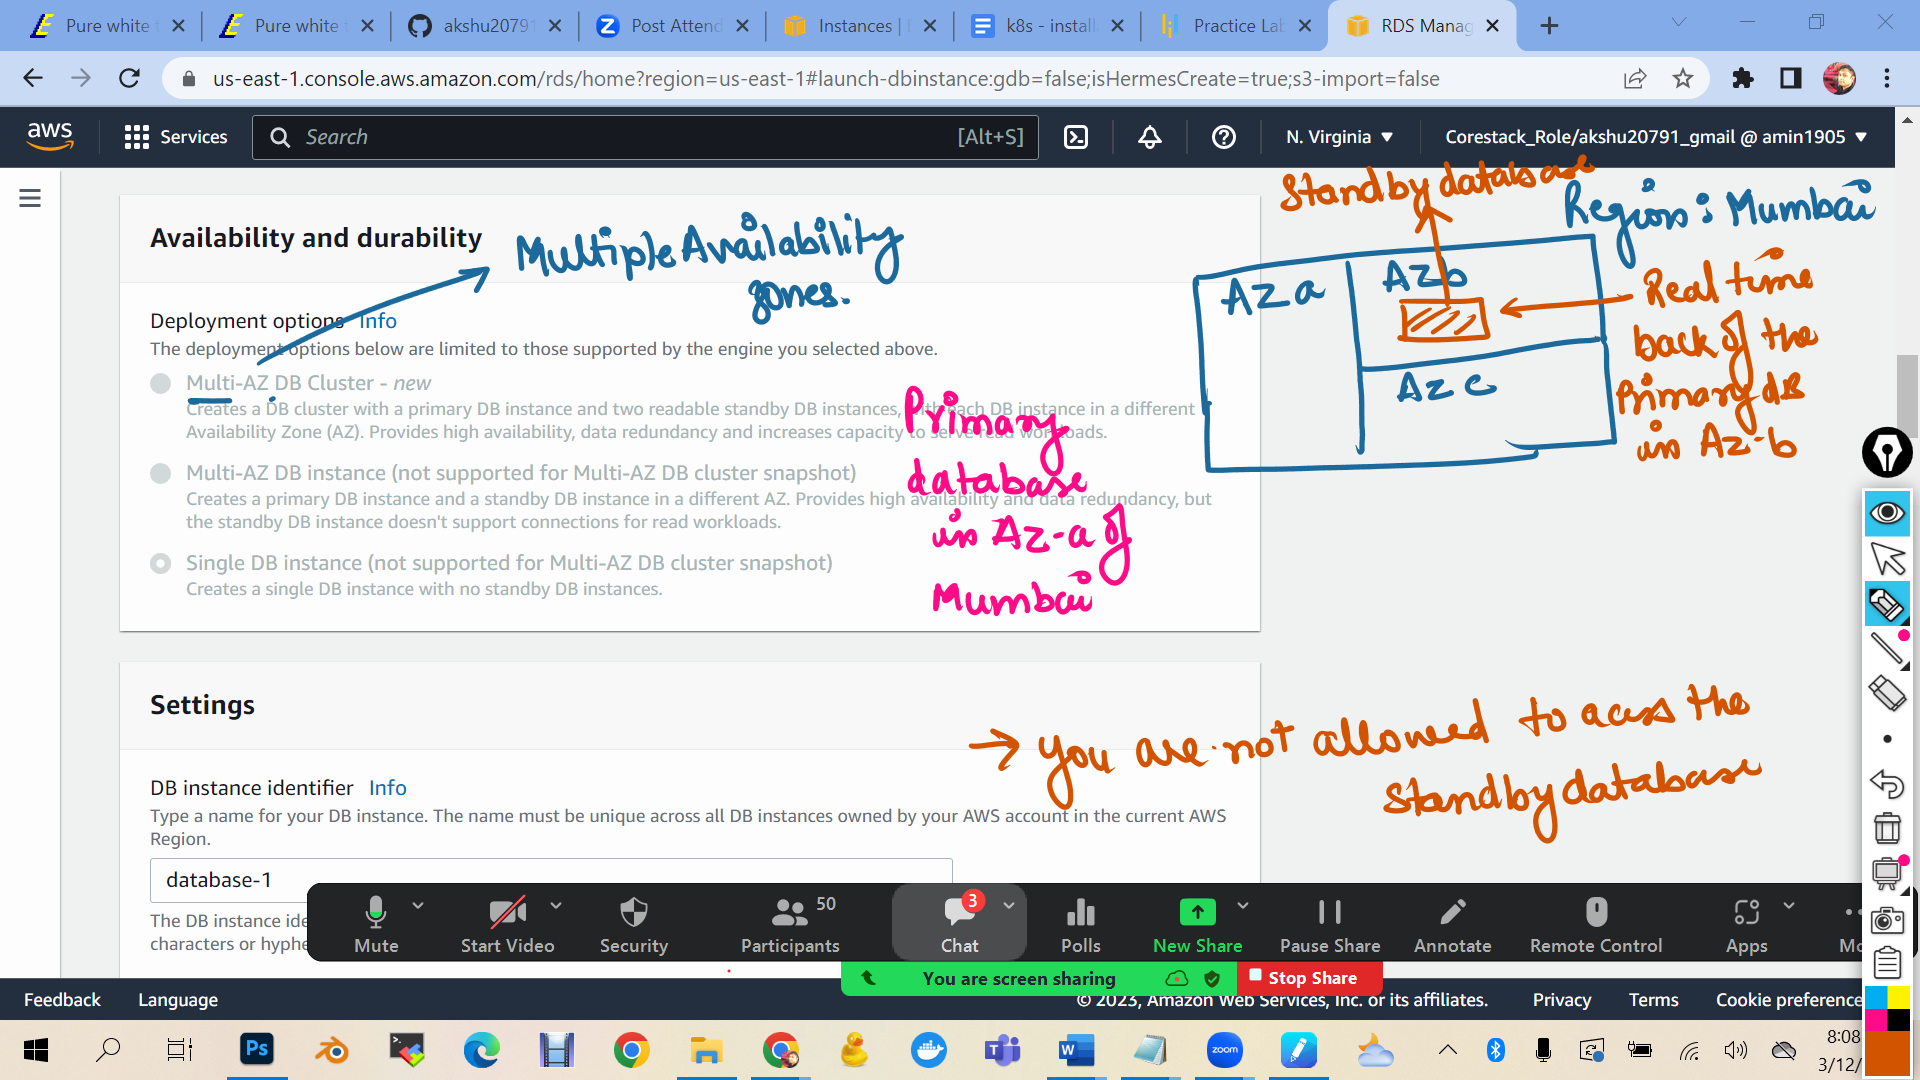 Pure white
Pure white
akshu20791
Post Attend
Instances |
k8s - install
Practice Lab
RDS Manag
us-east-1.console.aws.amazon.com/rds/home?region=us-east-1#launch-dbinstance:gdb=false;isHermesCreate=true;s3-import=false
aws
Services
Search
[Alt+S]
N. Virginia
Corestack_Role/akshu20791_gmail @ amin1905
Standby database
Region: Mumbai
Availability and durability
Multiple Availability
zones.
Az a
Az b
Az c
Real time
back of the
Primary DB
in Az-b
Deployment options Info
The deployment options below are limited to those supported by the engine you selected above.
Multi-AZ DB Cluster - new
Creates a DB cluster with a primary DB instance and two readable standby DB instances, with each DB instance in a different
Availability Zone (AZ). Provides high availability, data redundancy and increases capacity to serve read workloads.
Multi-AZ DB instance (not supported for Multi-AZ DB cluster snapshot)
Creates a primary DB instance and a standby DB instance in a different AZ. Provides high availability and data redundancy, but
the standby DB instance doesn't support connections for read workloads.
Single DB instance (not supported for Multi-AZ DB cluster snapshot)
Creates a single DB instance with no standby DB instances.
Primary
database
in Az-a of
Mumbai
Settings
→ you are not allowed to acess the
standby database
DB instance identifier Info
Type a name for your DB instance. The name must be unique across all DB instances owned by your AWS account in the current AWS
Region.
database-1
The DB instance ide
characters or hyphe
Mute
Start Video
Security
50
Participants
3
Chat
Polls
New Share
Pause Share
Annotate
Remote Control
Apps
Mo
You are screen sharing
Stop Share
Feedback
Language
© 2023, Amazon Web Services, Inc. or its affiliates.
Privacy
Terms
Cookie preference
Ps
W
zoom
8:08
3/12/